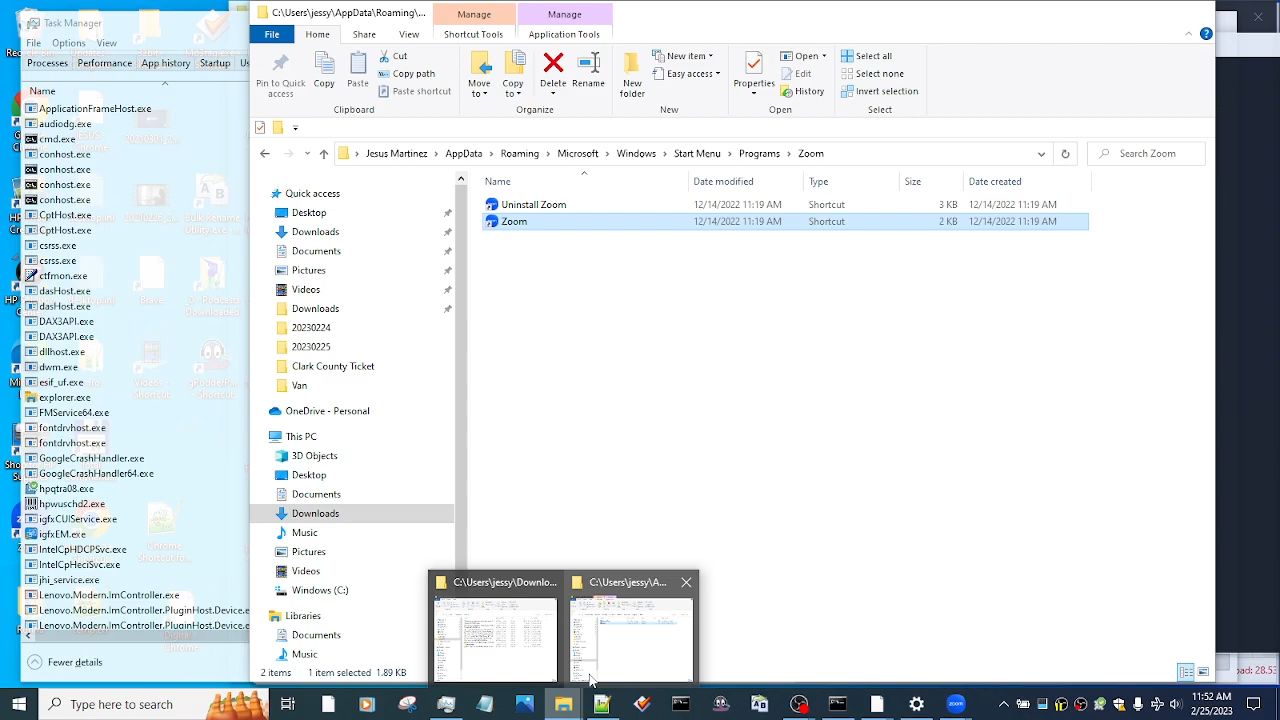 Task Manager
File Options View
Processes Performance App history Startup
Name
ApplicationFrameHost.exe
audiodg.exe
cmd.exe
conhost.exe
conhost.exe
conhost.exe
conhost.exe
CptHost.exe
CptHost.exe
csrss.exe
csrss.exe
ctfmon.exe
dasHost.exe
dasHost.exe
DAX3API.exe
DAX3API.exe
dllhost.exe
dwm.exe
esif_uf.exe
explorer.exe
FMService64.exe
fontdrvhost.exe
fontdrvhost.exe
GoogleCrashHandler.exe
GoogleCrashHandler64.exe
hpqtra08.exe
hpwuschd2.exe
igfxCUIService.exe
igfxEM.exe
IntelCpHDCPSvc.exe
IntelCpHeciSvc.exe
jhi_service.exe
Lenovo.Modern.ImController.exe
Lenovo.Modern.ImController.PluginHost.Device.e
Lenovo.Modern.ImController.PluginHost.Device.e
Fewer details
Brave
Chrome
C:\Users\jessy\AppData\Roaming\...
Manage
Manage
File Home Share View Shortcut Tools Application Tools
Pin to Quick access
Copy
Paste
Cut
Copy path
Paste shortcut
Clipboard
Move to
Copy to
Delete
Rename
Organize
New folder
New item
Easy access
New
Properties
Open
Edit
History
Open
Select all
Select none
Invert selection
Select
Jesus Martinez AppData Roaming Microsoft Windows Start Menu Programs Zoom
Search Zoom
Name Date modified Type Size Date created
Uninstall Zoom 12/14/2022 11:19 AM Shortcut 3 KB 12/14/2022 11:19 AM
Zoom 12/14/2022 11:19 AM Shortcut 2 KB 12/14/2022 11:19 AM
Quick access
Desktop
Downloads
Documents
Pictures
Videos
Downloads
20230224
20230225
Clark County Ticket
Van
OneDrive - Personal
This PC
3D Objects
Desktop
Documents
Downloads
Music
Pictures
Videos
Windows (C:)
Libraries
Documents
Music
2 items 1 item selected 1.89 KB
C:\Users\jessy\Downlo...
C:\Users\jessy\A...
Type here to search
zoom
11:52 AM
2/25/2023